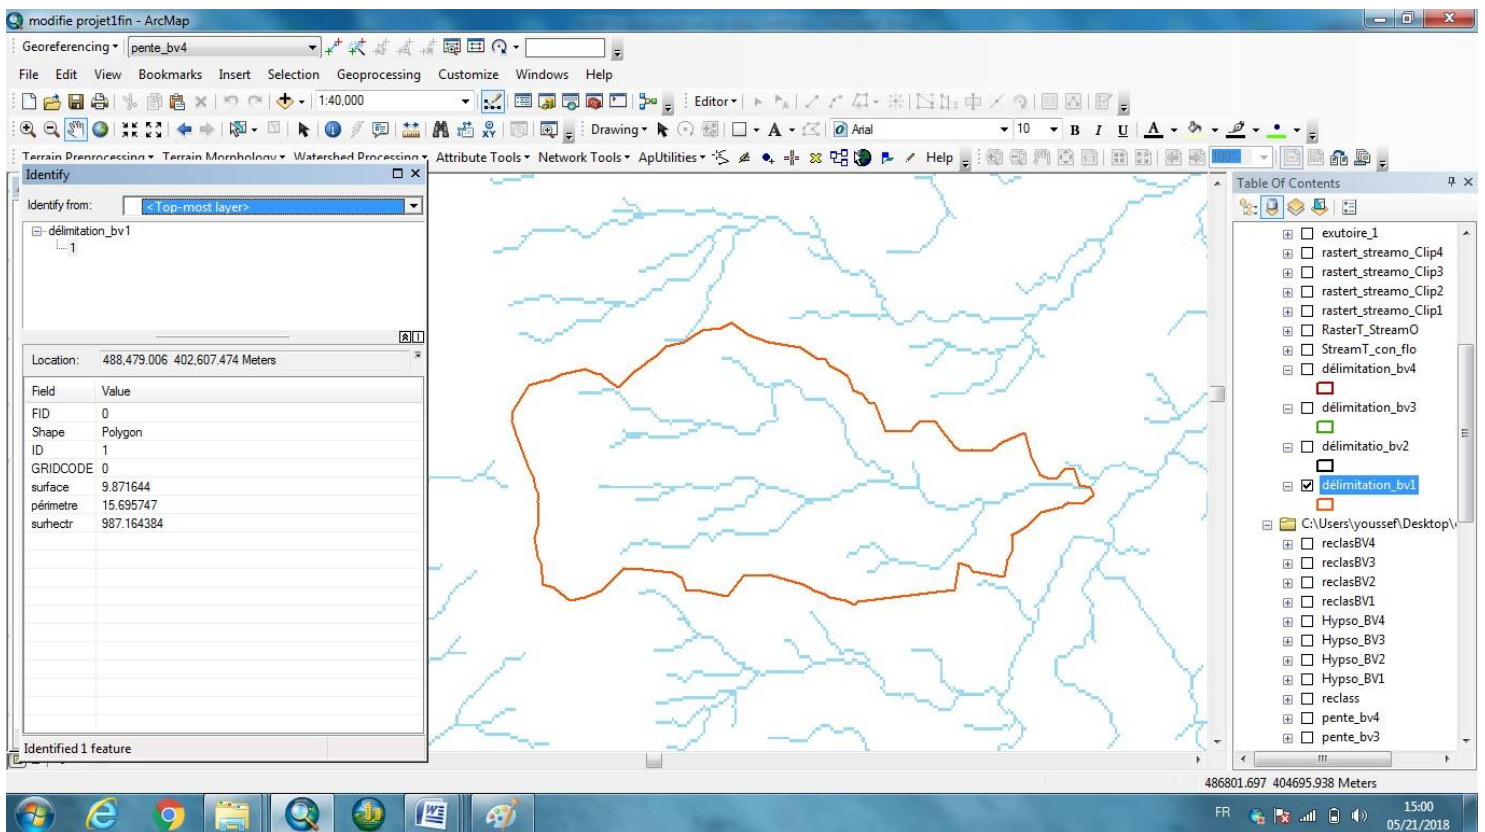 modifie projet1fin - ArcMap
Georeferencing pente_bv4
File Edit View Bookmarks Insert Selection Geoprocessing Customize Windows Help
1:40,000 Editor
Drawing A Arial 10 B I U A
Terrain Preprocessing Terrain Morphology Watershed Processing Attribute Tools Network Tools ApUtilities Help 100%
Identify
Identify from: <Top-most layer>
délimitation_bv1
1
Location: 488,479.006 402,607.474 Meters
Field Value
FID 0
Shape Polygon
ID 1
GRIDCODE 0
surface 9.871644
périmetre 15.695747
surhectr 987.164384
Identified 1 feature
Table Of Contents
exutoire_1
rastert_streamo_Clip4
rastert_streamo_Clip3
rastert_streamo_Clip2
rastert_streamo_Clip1
RasterT_StreamO
StreamT_con_flo
délimitation_bv4
délimitation_bv3
délimitatio_bv2
délimitation_bv1
C:\Users\youssef\Desktop\
reclasBV4
reclasBV3
reclasBV2
reclasBV1
Hypso_BV4
Hypso_BV3
Hypso_BV2
Hypso_BV1
reclass
pente_bv4
pente_bv3
486801.697 404695.938 Meters
FR 15:00
05/21/2018